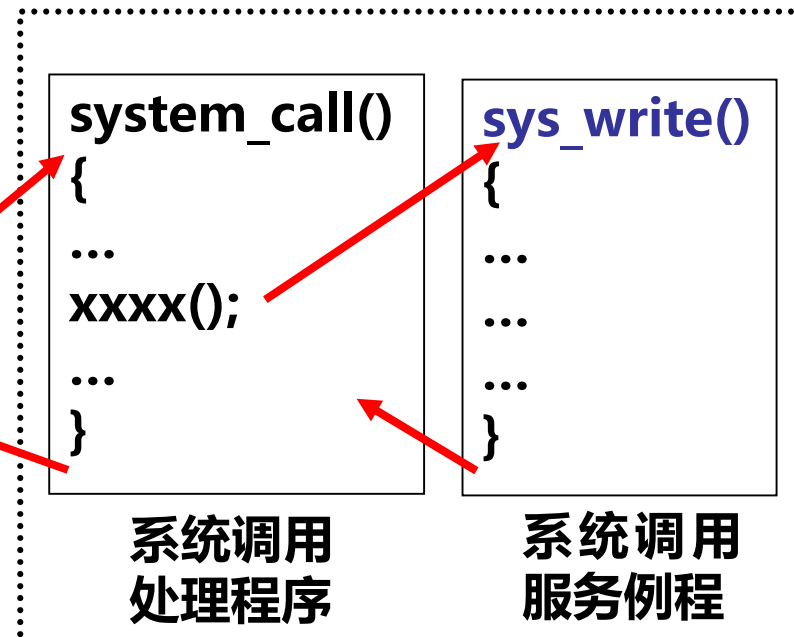 system_call()
{
...
xxxx();
...
}
系统调用
处理程序
sys_write()
{
...
...
...
}
系统调用
服务例程